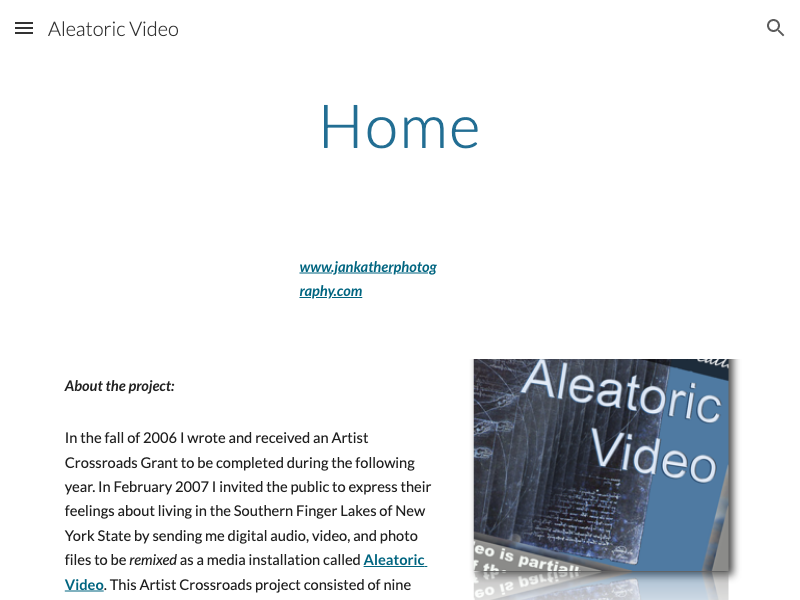 Aleatoric Video
Home
www.jankatherphotog
raphy.com
About the project:
In the fall of 2006 I wrote and received an Artist
Crossroads Grant to be completed during the following
year. In February 2007 I invited the public to express their
feelings about living in the Southern Finger Lakes of New
York State by sending me digital audio, video, and photo
files to be remixed as a media installation called Aleatoric
Video. This Artist Crossroads project consisted of nine
Aleatoric
Video
eo is partiall